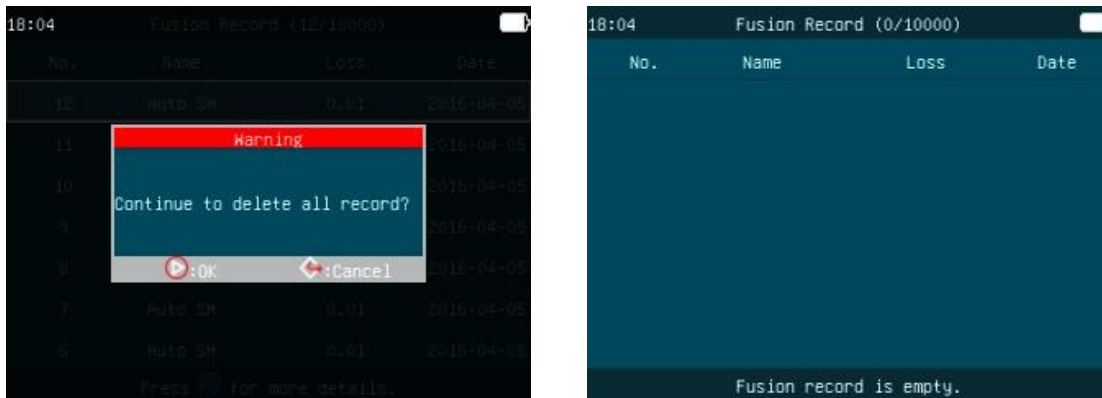 18:04 Fusion Record (12/10000)
No. Name Loss Date
12 Auto SM 0.01 2016-04-05
11 2016-04-05
10 2016-04-05
9 2016-04-05
8 2016-04-05
7 Auto SM 0.01 2016-04-05
6 Auto SM 0.01 2016-04-05
Warning
Continue to delete all record?
:OK :Cancel
Press for more details.
18:04 Fusion Record (0/10000)
No. Name Loss Date
Fusion record is empty.